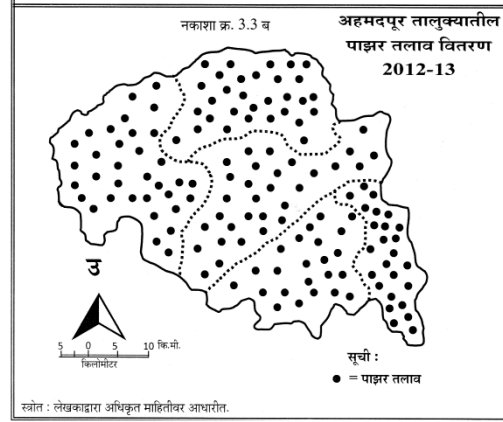 नकाशा क्र. 3.3 ब
अहमदपूर तालुक्यातील
पाझर तलाव वितरण
2012-13
उ
5 0 5 10 कि.मी.
किलोमीटर
सूची :
● = पाझर तलाव
स्त्रोत : लेखकाद्वारा अधिकृत माहितीवर आधारीत.